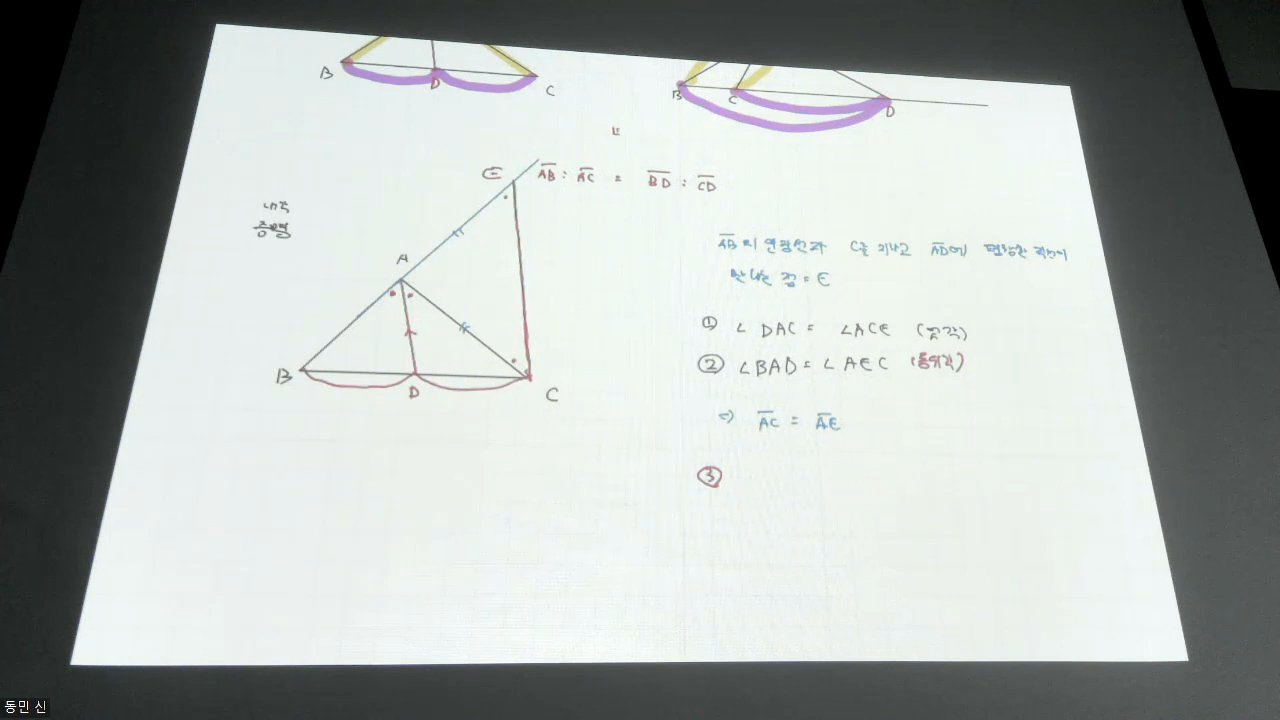 B D C
B C D
E
AB : AC = BD : CD
내각
증명
AB의 연장선과 C를 지나고 AD에 평행한 직선이
만나는 점 = E
A
① ∠DAC = ∠ACE (엇각)
② ∠BAD = ∠AEC (동위각)
B D C
⇒ AC = AE
③
동민 신